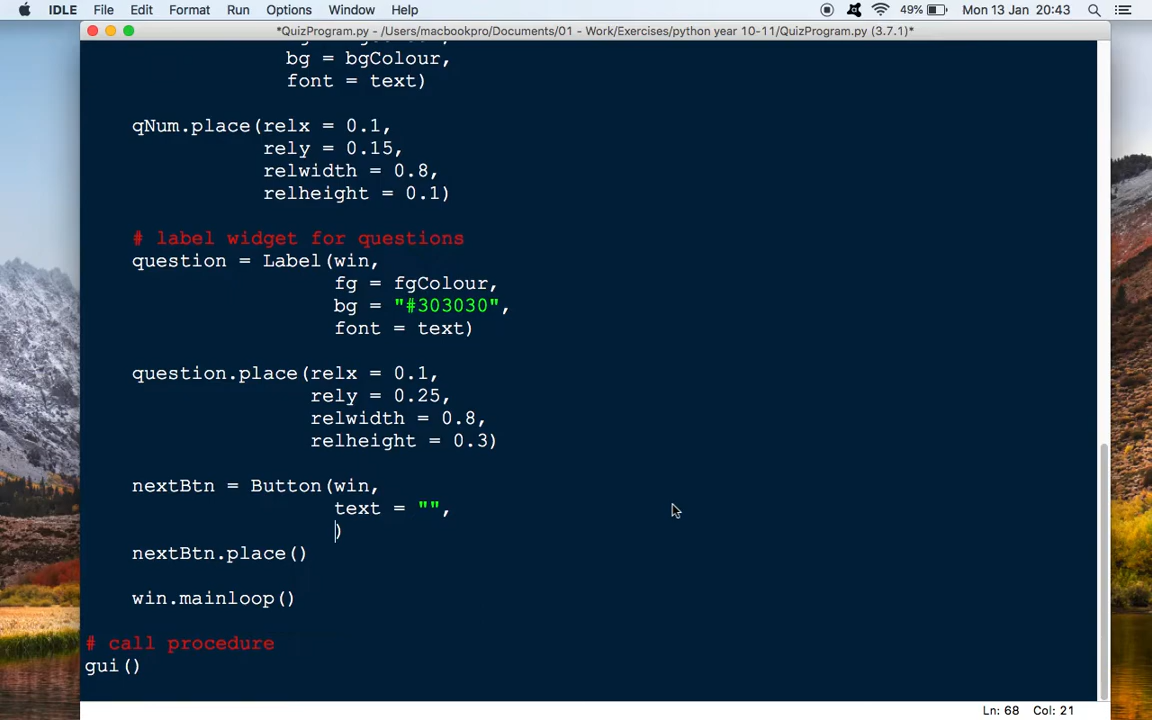 IDLE File Edit Format Run Options Window Help 49% Mon 13 Jan 20:43
*QuizProgram.py - /Users/macbookpro/Documents/01 - Work/Exercises/python year 10-11/QuizProgram.py (3.7.1)*
bg = bgColour,
font = text)
qNum.place(relx = 0.1,
rely = 0.15,
relwidth = 0.8,
relheight = 0.1)
# label widget for questions
question = Label(win,
fg = fgColour,
bg = "#303030",
font = text)
question.place(relx = 0.1,
rely = 0.25,
relwidth = 0.8,
relheight = 0.3)
nextBtn = Button(win,
text = "",
)
nextBtn.place()
win.mainloop()
# call procedure
gui()
Ln: 68 Col: 21